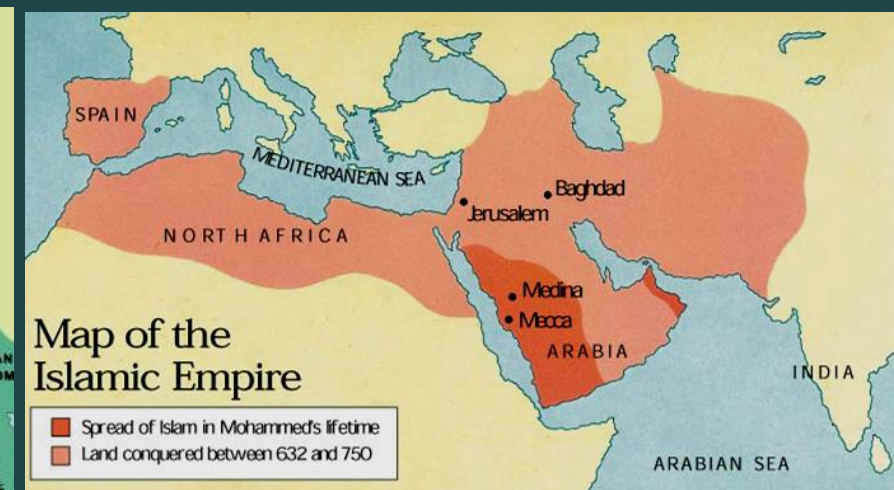 SPAIN
MEDITERRANEAN SEA
Baghdad
Jerusalem
NORTH AFRICA
Medina
Mecca
ARABIA
INDIA
ARABIAN SEA
Map of the
Islamic Empire
Spread of Islam in Mohammed's lifetime
Land conquered between 632 and 750